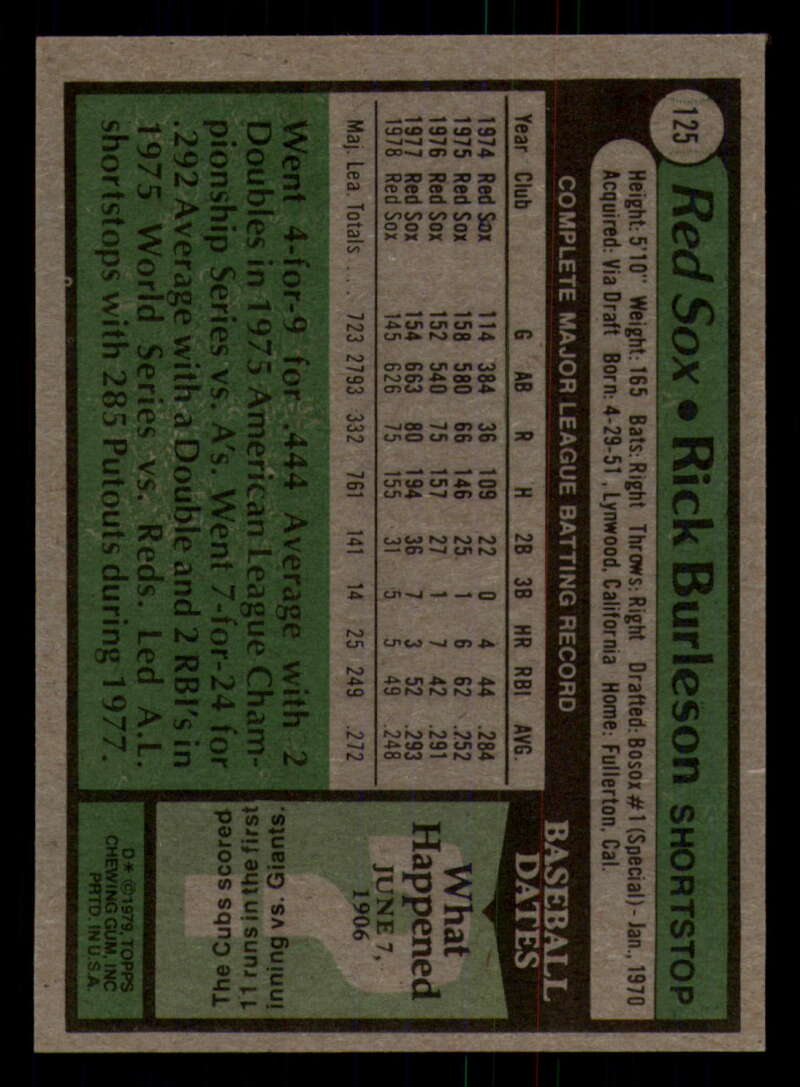 125
Red Sox • Rick Burleson SHORTSTOP
Height: 5'10" Weight: 165 Bats: Right Throws: Right Drafted: Bosox #1 (Special) - Jan., 1970
Acquired: Via Draft Born: 4-29-51, Lynwood, California Home: Fullerton, Cal.
COMPLETE MAJOR LEAGUE BATTING RECORD
Year Club G AB R H 2B 3B HR RBI AVG.
1974 Red Sox 114 384 36 109 22 0 4 44 .284
1975 Red Sox 158 580 66 146 25 1 6 62 .252
1976 Red Sox 152 540 75 157 27 1 7 42 .291
1977 Red Sox 154 663 80 194 36 7 3 52 .293
1978 Red Sox 145 626 75 155 31 5 5 49 .248
Maj. Lea. Totals . . . 723 2793 332 761 141 14 25 249 .272
Went 4-for-9 for .444 Average with 2
Doubles in 1975 American League Cham-
pionship Series vs. A's. Went 7-for-24 for
.292 Average with a Double and 2 RBI's in
1975 World Series vs. Reds. Led A.L.
shortstops with 285 Putouts during 1977.
BASEBALL
DATES
What
Happened
JUNE 7,
1906
The Cubs scored
11 runs in the first
inning vs. Giants.
D* © 1979, TOPPS
CHEWING GUM, INC
PRTD. IN U.S.A.